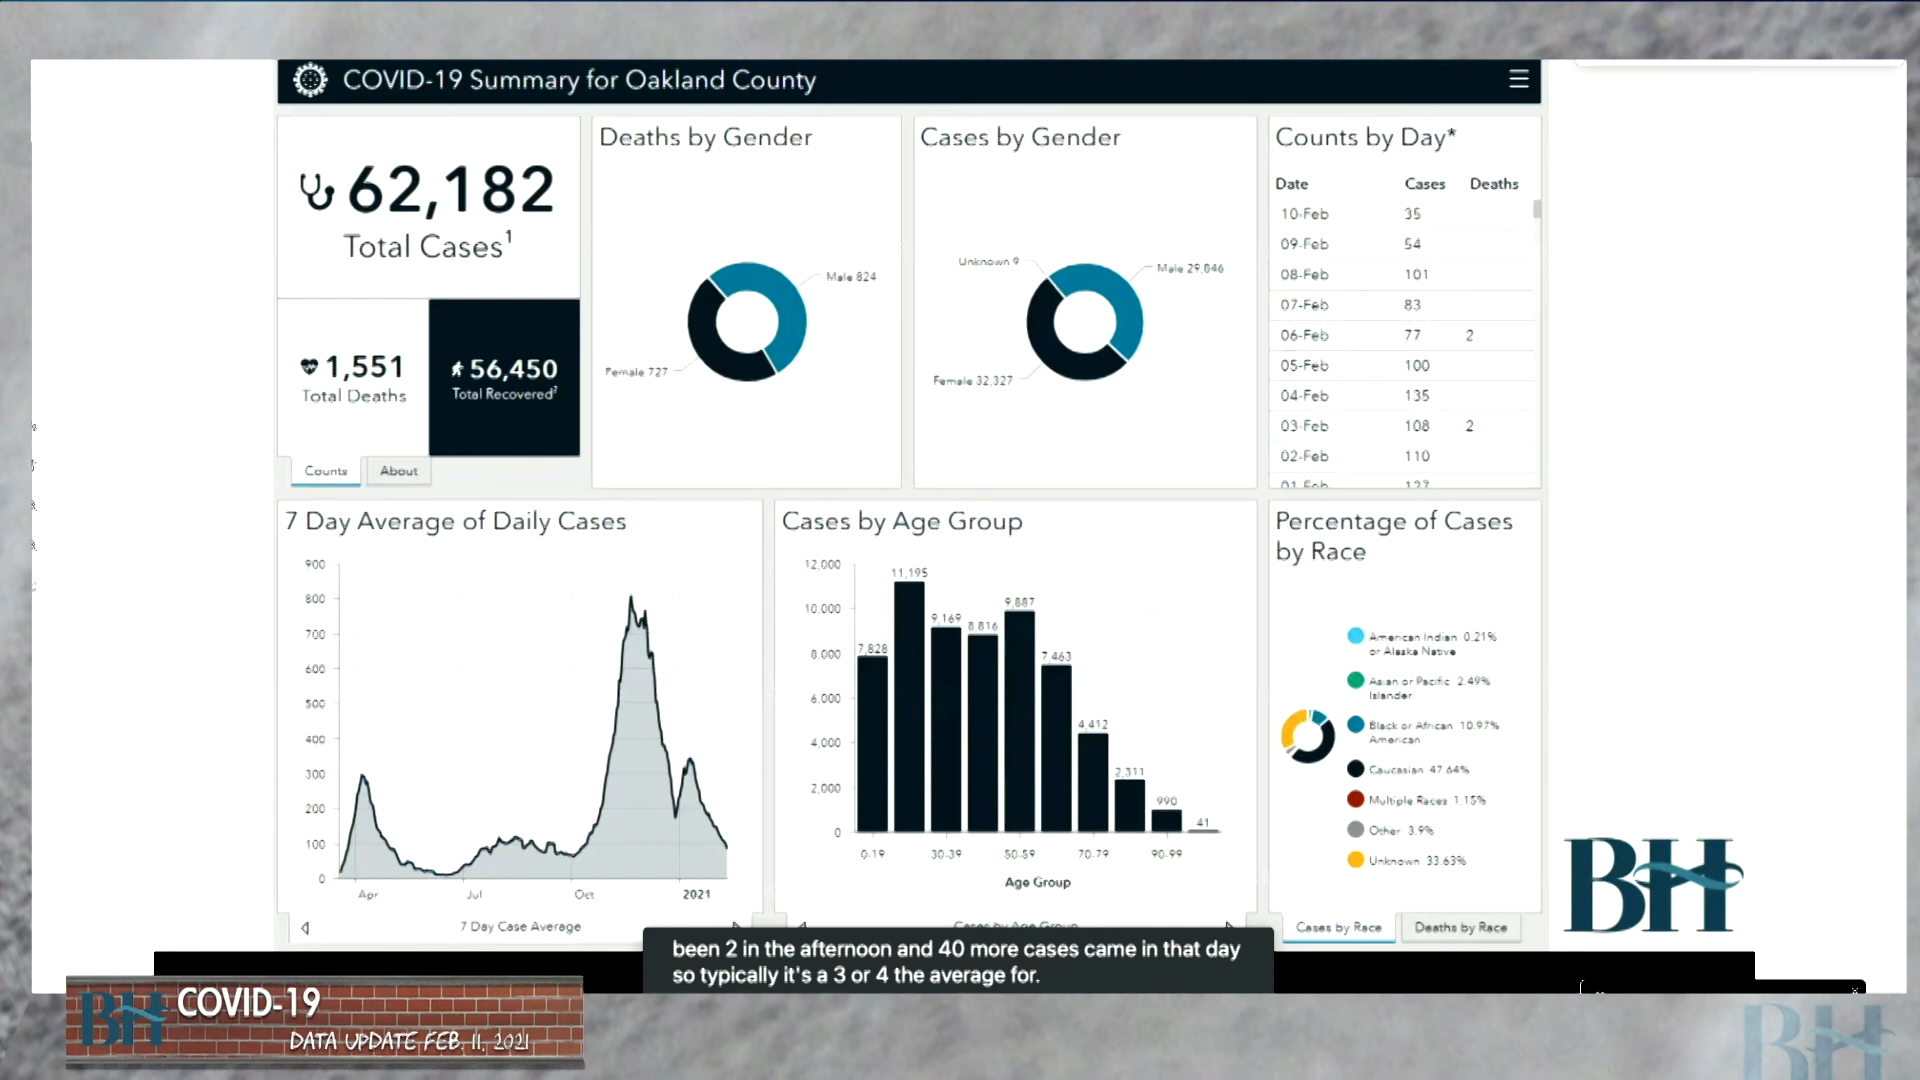 COVID-19 Summary for Oakland County
62,182
Total Cases¹
1,551
Total Deaths
56,450
Total Recovered²
Counts
About
Deaths by Gender
Male 824
Female 727
Cases by Gender
Unknown 9
Male 29,846
Female 32,327
Counts by Day*
Date Cases Deaths
10-Feb 35
09-Feb 54
08-Feb 101
07-Feb 83
06-Feb 77 2
05-Feb 100
04-Feb 135
03-Feb 108 2
02-Feb 110
01-Feb 127
7 Day Average of Daily Cases
900
800
700
600
500
400
300
200
100
0
Apr Jul Oct 2021
7 Day Case Average
Cases by Age Group
12,000
10,000
8,000
6,000
4,000
2,000
0
7,828
11,195
9,169
8,816
9,887
7,463
4,412
2,311
990
41
0-19 30-39 50-59 70-79 90-99
Age Group
Cases by Age Group
Percentage of Cases
by Race
American Indian 0.21%
or Alaska Native
Asian or Pacific 2.49%
Islander
Black or African 10.97%
American
Caucasian 47.64%
Multiple Races 1.15%
Other 3.9%
Unknown 33.63%
Cases by Race
Deaths by Race
BH
been 2 in the afternoon and 40 more cases came in that day
so typically it's a 3 or 4 the average for.
BH COVID-19
DATA UPDATE FEB. 11, 2021
BH